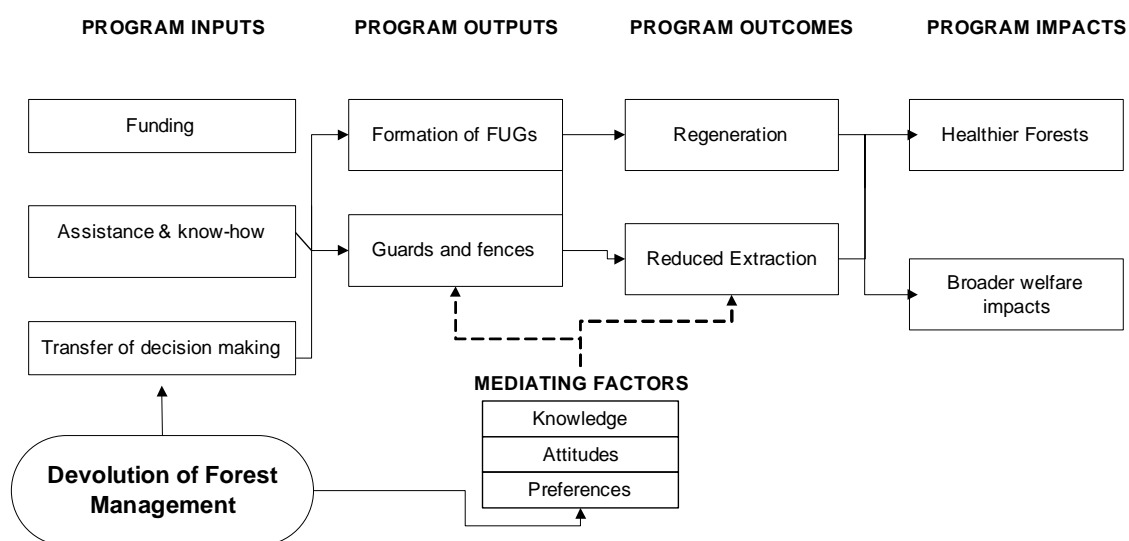 PROGRAM INPUTS
PROGRAM OUTPUTS
PROGRAM OUTCOMES
PROGRAM IMPACTS
Funding
Formation of FUGs
Regeneration
Healthier Forests
Assistance & know-how
Guards and fences
Reduced Extraction
Broader welfare
impacts
Transfer of decision making
MEDIATING FACTORS
Knowledge
Attitudes
Preferences
Devolution of Forest
Management